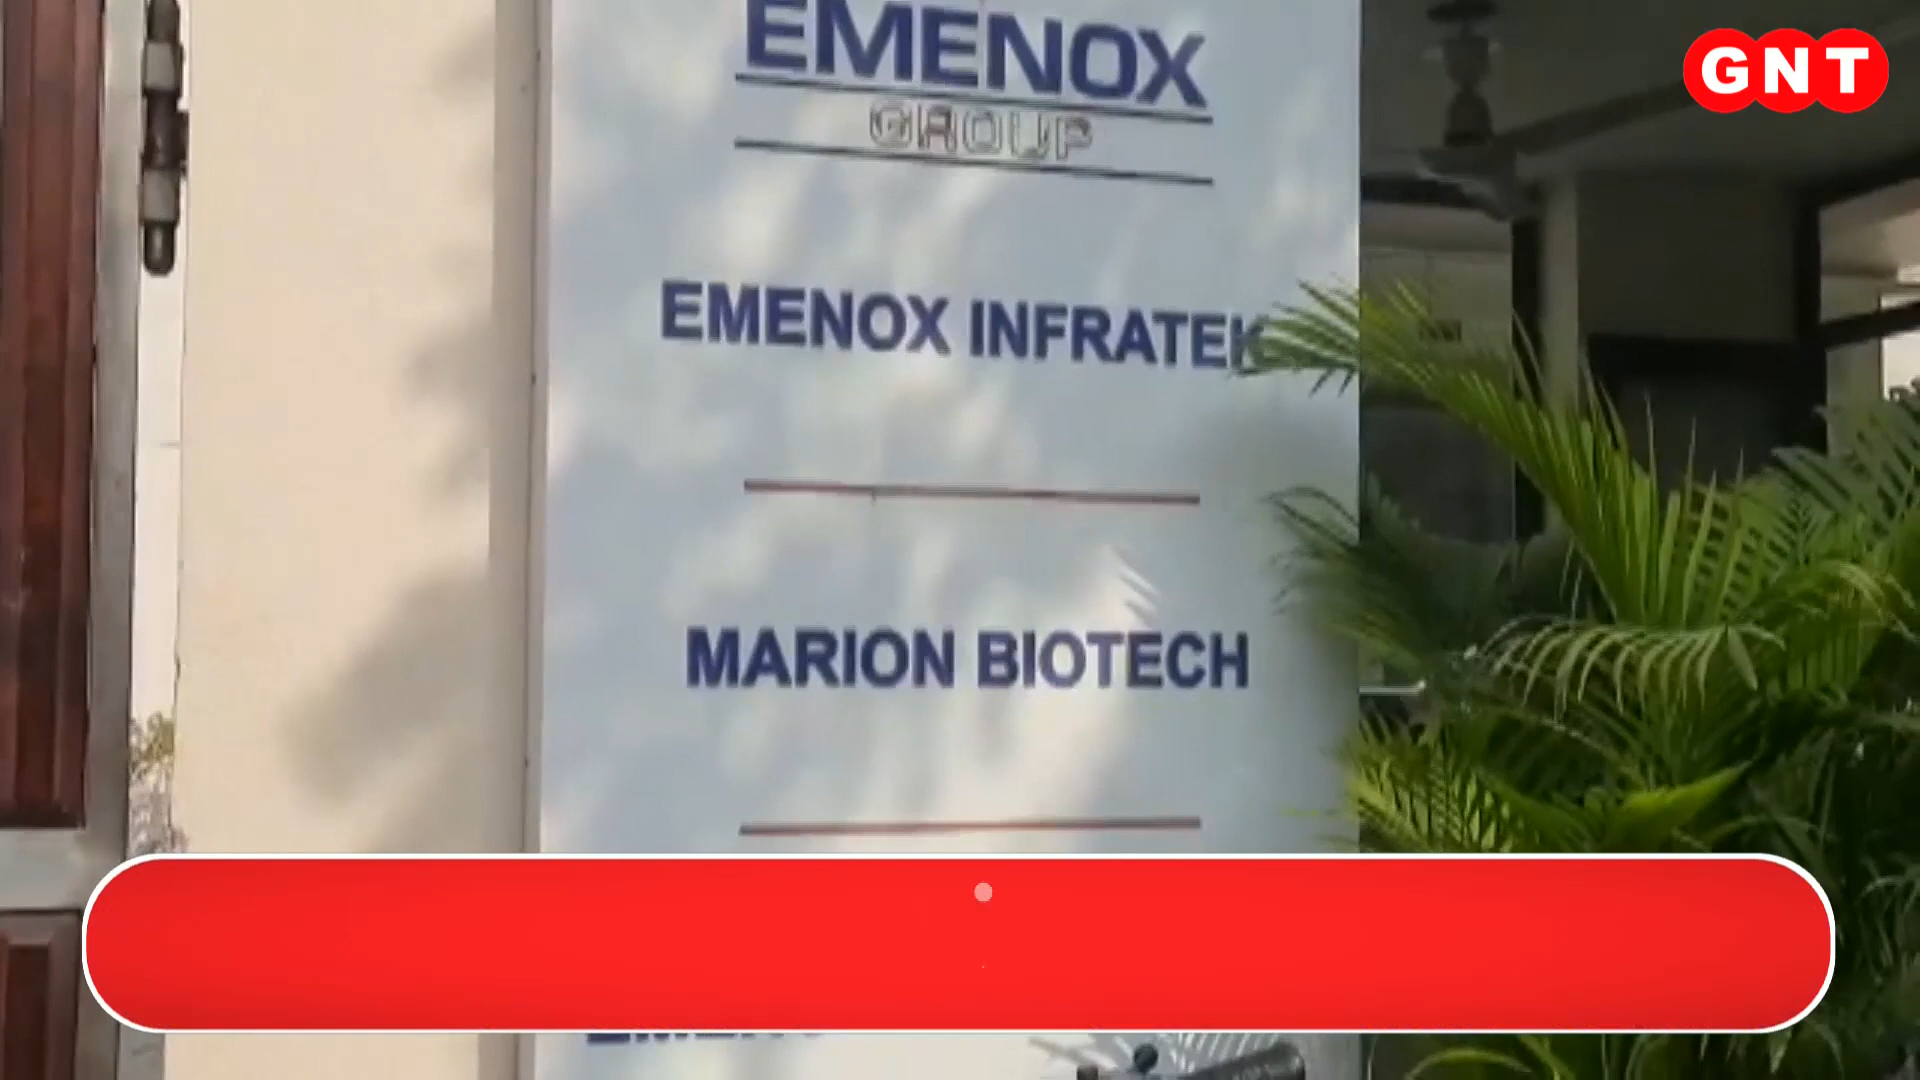 GNT
EMENOX
GROUP
EMENOX INFRATEK
MARION BIOTECH